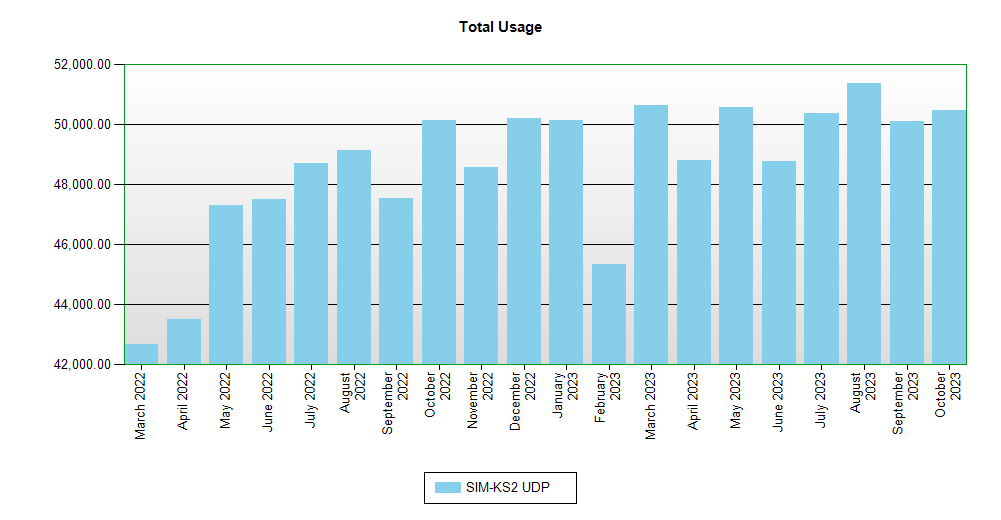 Total Usage
52,000.00
50,000.00
48,000.00
46,000.00
44,000.00
42,000.00
March 2022
April 2022
May 2022
June 2022
July 2022
August
2022
September
2022
October
2022
November
2022
December
2022
January
2023
February
2023
March 2023
April 2023
May 2023
June 2023
July 2023
August
2023
September
2023
October
2023
SIM-KS2 UDP